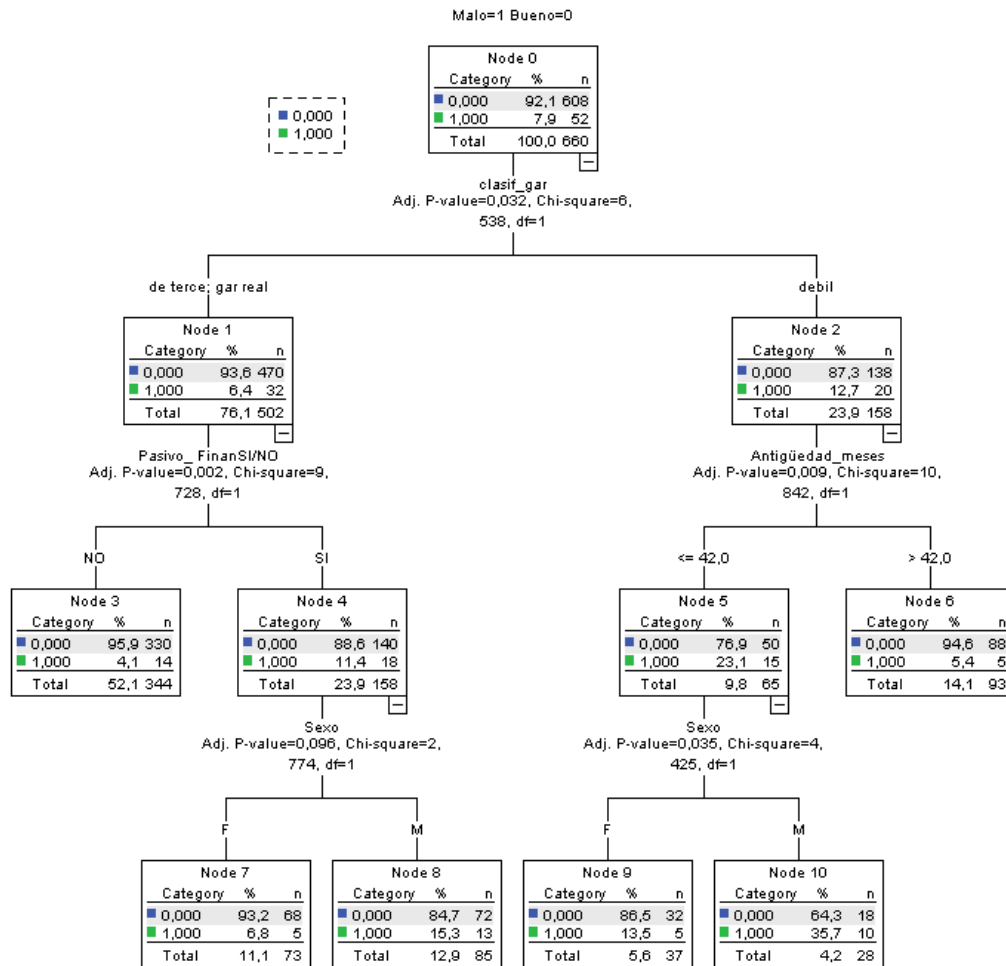 Malo=1 Bueno=0
0,000
1,000
Node 0
Category % n
0,000 92,1 608
1,000 7,9 52
Total 100,0 660
clasif_gar
Adj. P-value=0,032, Chi-square=6,
538, df=1
de terce; gar real
debil
Node 1
Category % n
0,000 93,6 470
1,000 6,4 32
Total 76,1 502
Node 2
Category % n
0,000 87,3 138
1,000 12,7 20
Total 23,9 158
Pasivo_ FinanSI/NO
Adj. P-value=0,002, Chi-square=9,
728, df=1
Antigüedad_meses
Adj. P-value=0,009, Chi-square=10,
842, df=1
NO
SI
<= 42,0
> 42,0
Node 3
Category % n
0,000 95,9 330
1,000 4,1 14
Total 52,1 344
Node 4
Category % n
0,000 88,6 140
1,000 11,4 18
Total 23,9 158
Node 5
Category % n
0,000 76,9 50
1,000 23,1 15
Total 9,8 65
Node 6
Category % n
0,000 94,6 88
1,000 5,4 5
Total 14,1 93
Sexo
Adj. P-value=0,096, Chi-square=2,
774, df=1
Sexo
Adj. P-value=0,035, Chi-square=4,
425, df=1
F
M
F
M
Node 7
Category % n
0,000 93,2 68
1,000 6,8 5
Total 11,1 73
Node 8
Category % n
0,000 84,7 72
1,000 15,3 13
Total 12,9 85
Node 9
Category % n
0,000 86,5 32
1,000 13,5 5
Total 5,6 37
Node 10
Category % n
0,000 64,3 18
1,000 35,7 10
Total 4,2 28